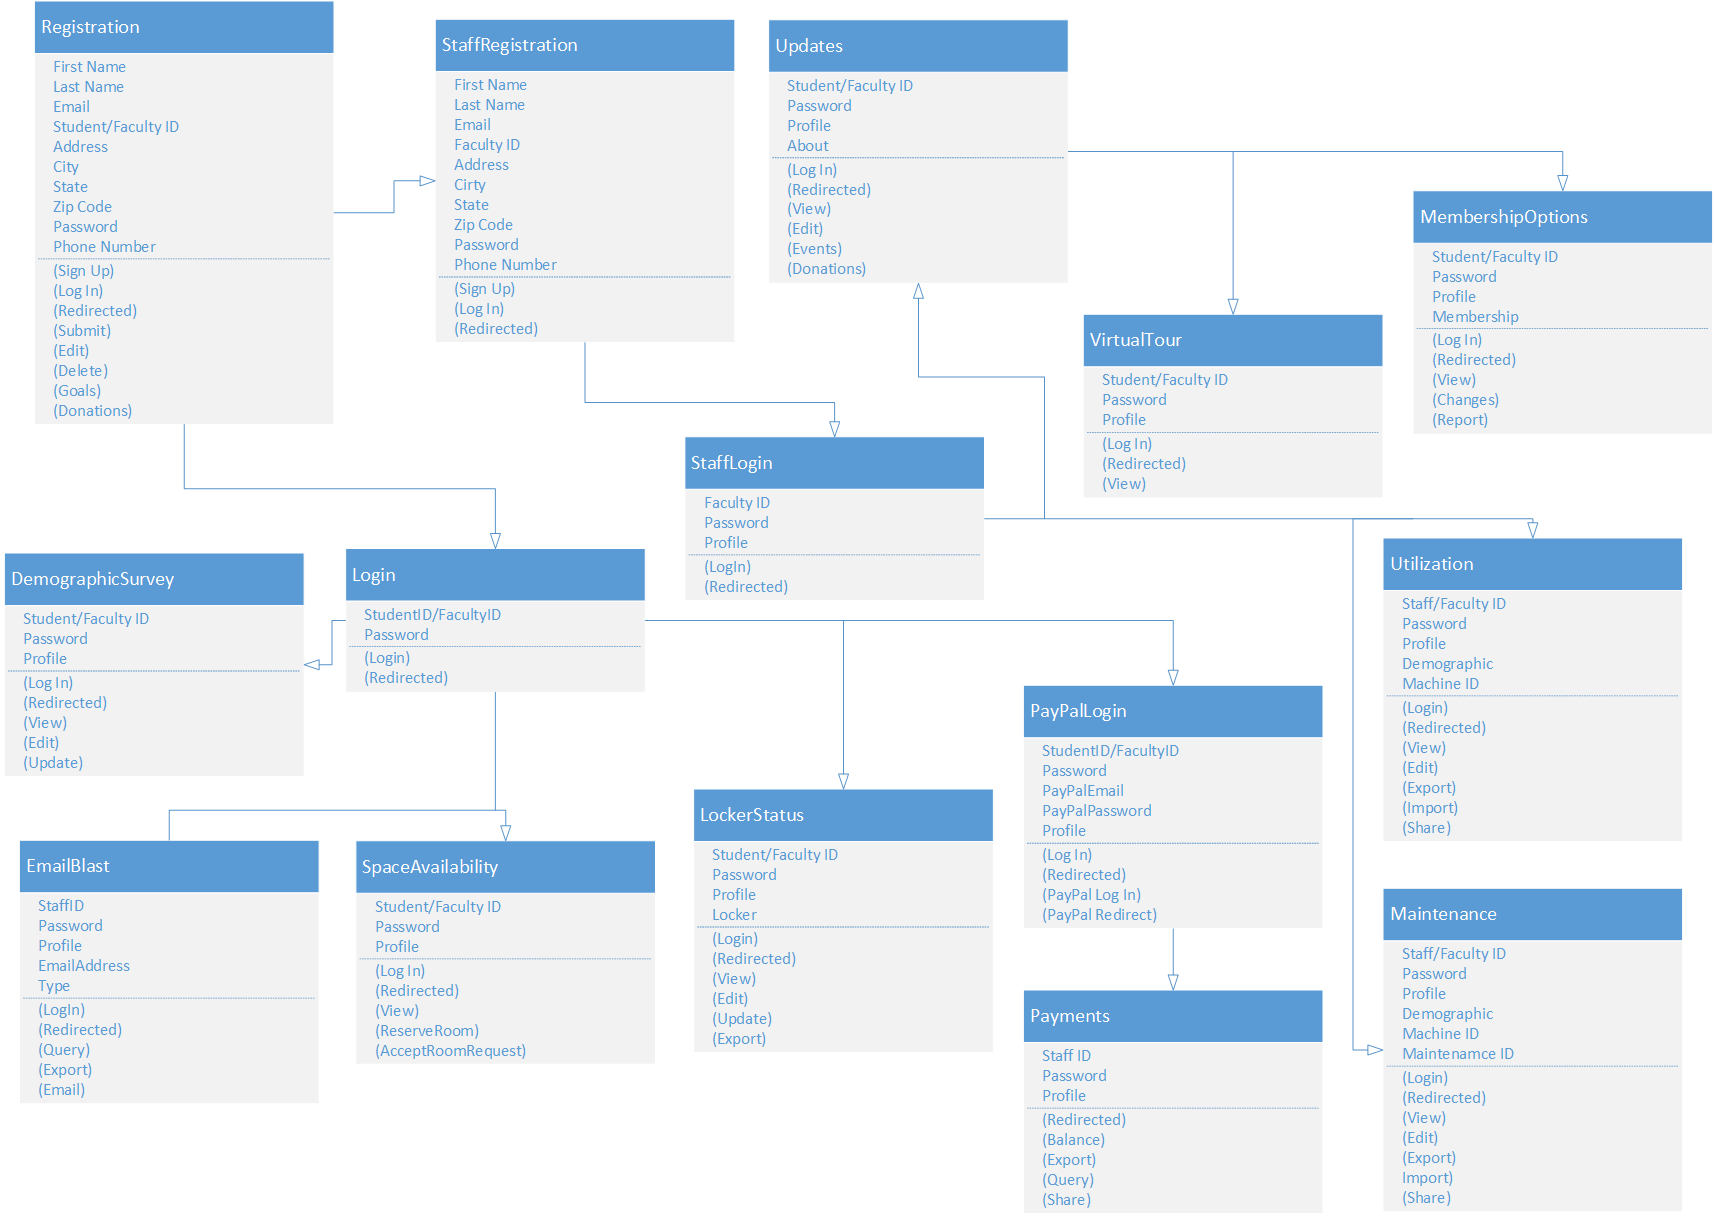 Registration
First Name
Last Name
Email
Student/Faculty ID
Address
City
State
Zip Code
Password
Phone Number
(Sign Up)
(Log In)
(Redirected)
(Submit)
(Edit)
(Delete)
(Goals)
(Donations)
StaffRegistration
First Name
Last Name
Email
Faculty ID
Address
Cirty
State
Zip Code
Password
Phone Number
(Sign Up)
(Log In)
(Redirected)
Updates
Student/Faculty ID
Password
Profile
About
(Log In)
(Redirected)
(View)
(Edit)
(Events)
(Donations)
MembershipOptions
Student/Faculty ID
Password
Profile
Membership
(Log In)
(Redirected)
(View)
(Changes)
(Report)
VirtualTour
Student/Faculty ID
Password
Profile
(Log In)
(Redirected)
(View)
StaffLogin
Faculty ID
Password
Profile
(LogIn)
(Redirected)
DemographicSurvey
Student/Faculty ID
Password
Profile
(Log In)
(Redirected)
(View)
(Edit)
(Update)
Login
StudentID/FacultyID
Password
(Login)
(Redirected)
Utilization
Staff/Faculty ID
Password
Profile
Demographic
Machine ID
(Login)
(Redirected)
(View)
(Edit)
(Export)
(Import)
(Share)
PayPalLogin
StudentID/FacultyID
Password
PayPalEmail
PayPalPassword
Profile
(Log In)
(Redirected)
(PayPal Log In)
(PayPal Redirect)
LockerStatus
Student/Faculty ID
Password
Profile
Locker
(Login)
(Redirected)
(View)
(Edit)
(Update)
(Export)
EmailBlast
StaffID
Password
Profile
EmailAddress
Type
(LogIn)
(Redirected)
(Query)
(Export)
(Email)
SpaceAvailability
Student/Faculty ID
Password
Profile
(Log In)
(Redirected)
(View)
(ReserveRoom)
(AcceptRoomRequest)
Payments
Staff ID
Password
Profile
(Redirected)
(Balance)
(Export)
(Query)
(Share)
Maintenance
Staff/Faculty ID
Password
Profile
Demographic
Machine ID
Maintenamce ID
(Login)
(Redirected)
(View)
(Edit)
(Export)
Import)
(Share)